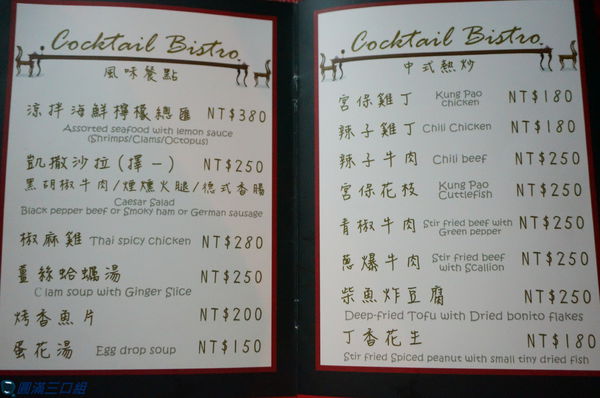 Cocktail Bistro
風味餐點
涼拌海鮮檸檬總匯 NT$380
Assorted seafood with lemon sauce
(Shrimps/Clams/Octopus)
凱撒沙拉(擇一) NT$250
黑胡椒牛肉/煙燻火腿/德式香腸
Caesar Salad
Black pepper beef or Smoky ham or German sausage
椒麻雞 Thai spicy chicken NT$280
薑絲蛤蠣湯 NT$250
Clam soup with Ginger Slice
烤香魚片 NT$200
蛋花湯 Egg drop soup NT$150
Cocktail Bistro
中式熱炒
宮保雞丁 Kung Pao chicken NT$180
辣子雞丁 Chili Chicken NT$180
辣子牛肉 Chili beef NT$250
宮保花枝 Kung Pao Cuttlefish NT$250
青椒牛肉 Stir fried beef with Green pepper NT$250
蔥爆牛肉 Stir fried beef with Scallion NT$250
柴魚炸豆腐 NT$250
Deep-fried Tofu with Dried bonito flakes
丁香花生 NT$180
Stir fried Spiced peanut with small tiny dried fish
圓滿三口組